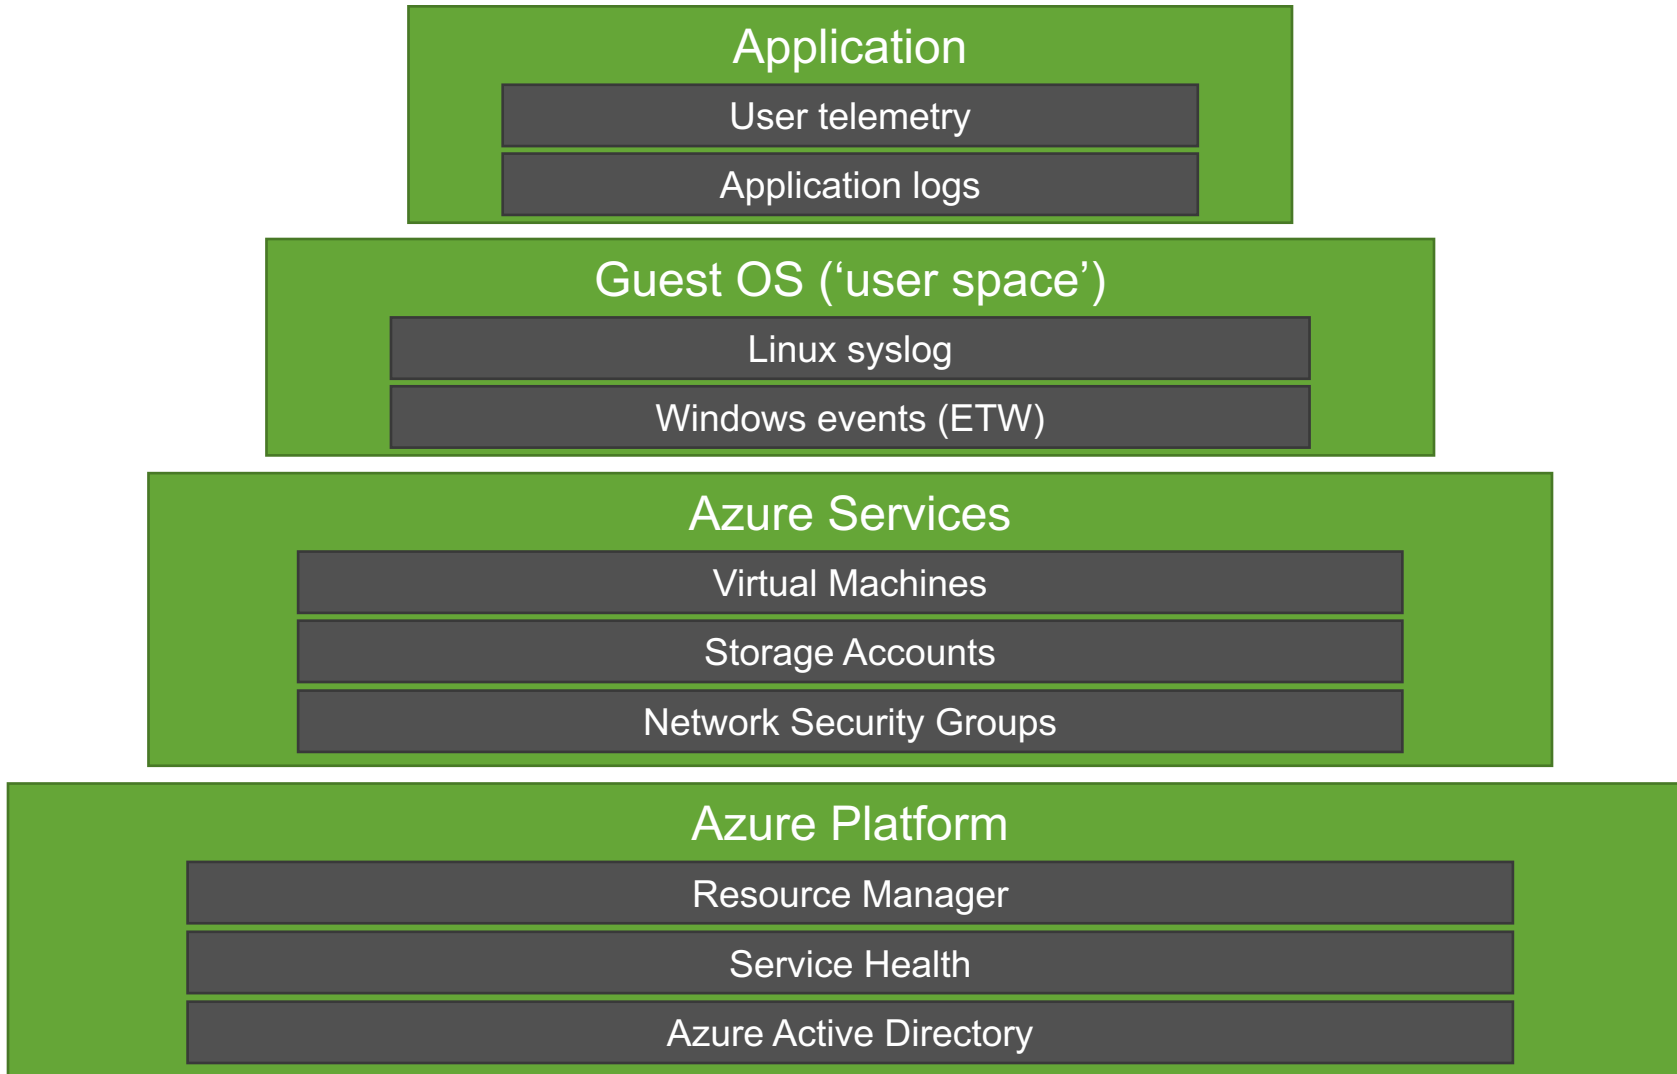 Application
User telemetry
Application logs
Guest OS (‘user space’)
Linux syslog
Windows events (ETW)
Azure Services
Virtual Machines
Storage Accounts
Network Security Groups
Azure Platform
Resource Manager
Service Health
Azure Active Directory